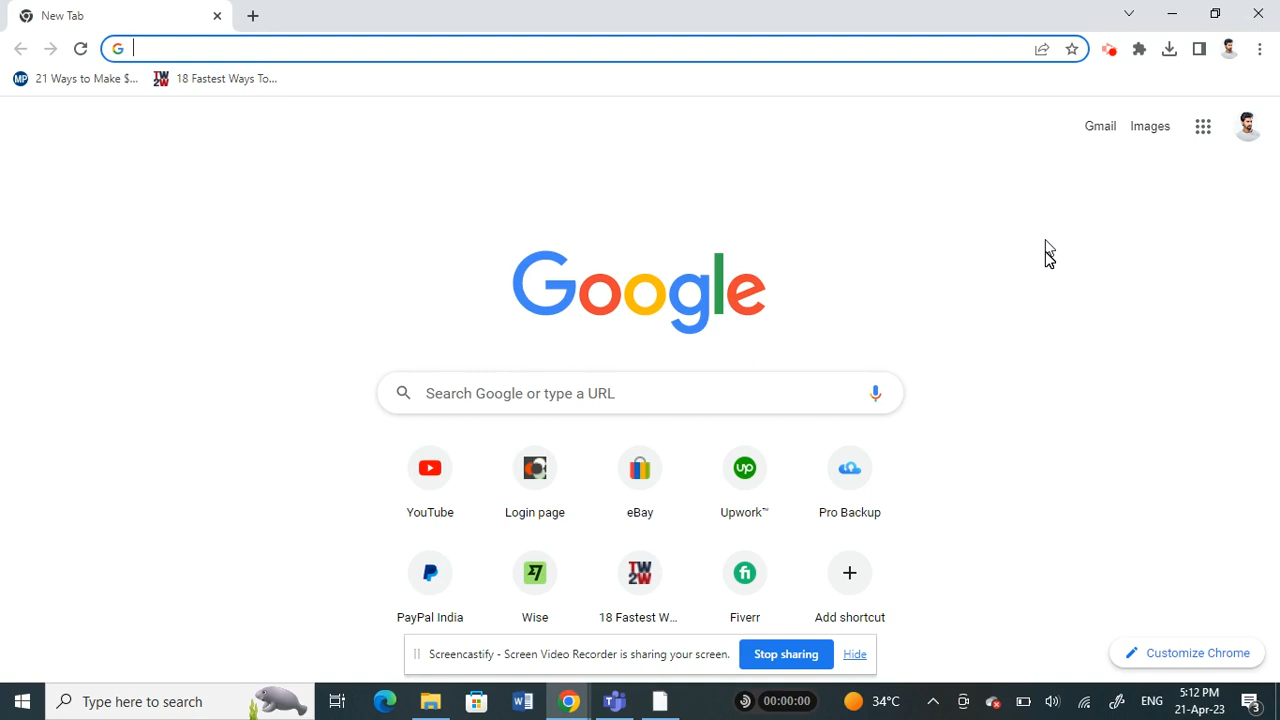 New Tab
21 Ways to Make $...
18 Fastest Ways To...
Gmail Images
Google
Search Google or type a URL
YouTube Login page eBay Upwork™ Pro Backup
PayPal India Wise 18 Fastest W... Fiverr Add shortcut
Screencastify - Screen Video Recorder is sharing your screen. Stop sharing Hide
Customize Chrome
Type here to search
00:00:00
34°C
ENG
5:12 PM
21-Apr-23
3